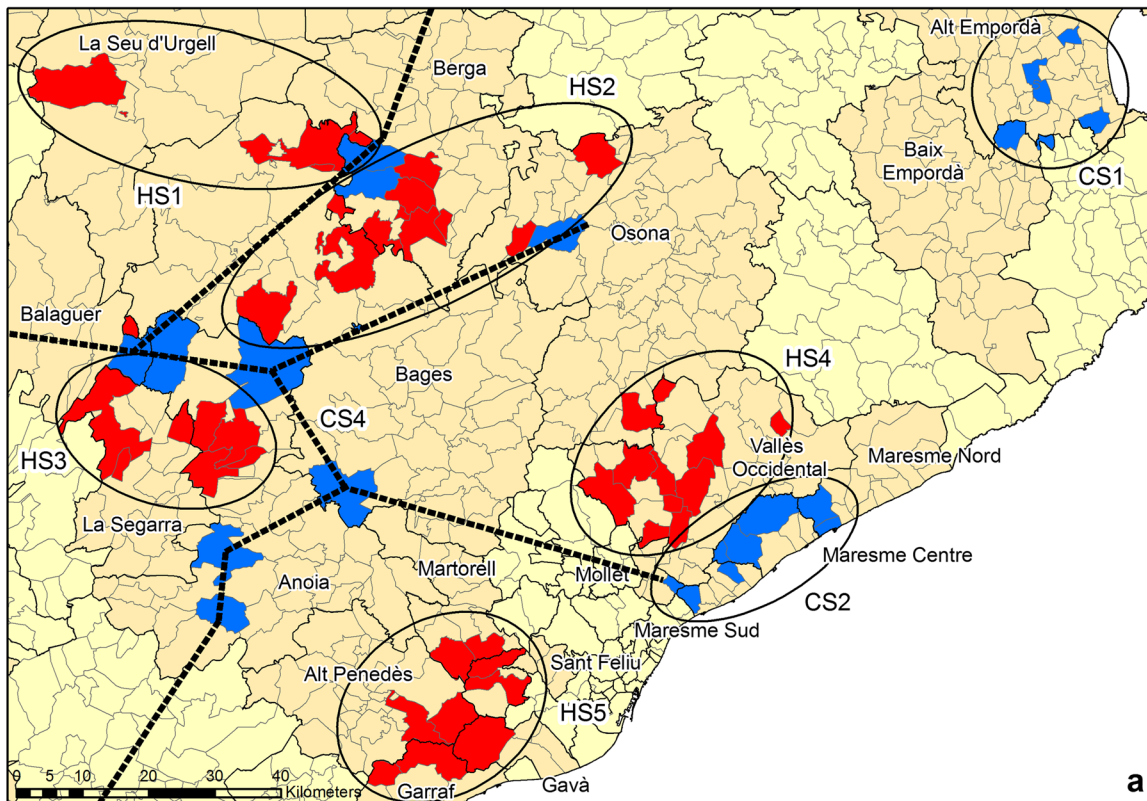 La Seu d'Urgell
Berga
HS2
Alt Empordà
HS1
Baix
Empordà
CS1
Osona
Balaguer
Bages
HS4
CS4
HS3
Vallès
Occidental
Maresme Nord
La Segarra
Maresme Centre
Anoia
Martorell
Mollet
CS2
Maresme Sud
Alt Penedès
Sant Feliu
HS5
0 5 10 20 30 40
Kilometers
Garraf
Gavà
a